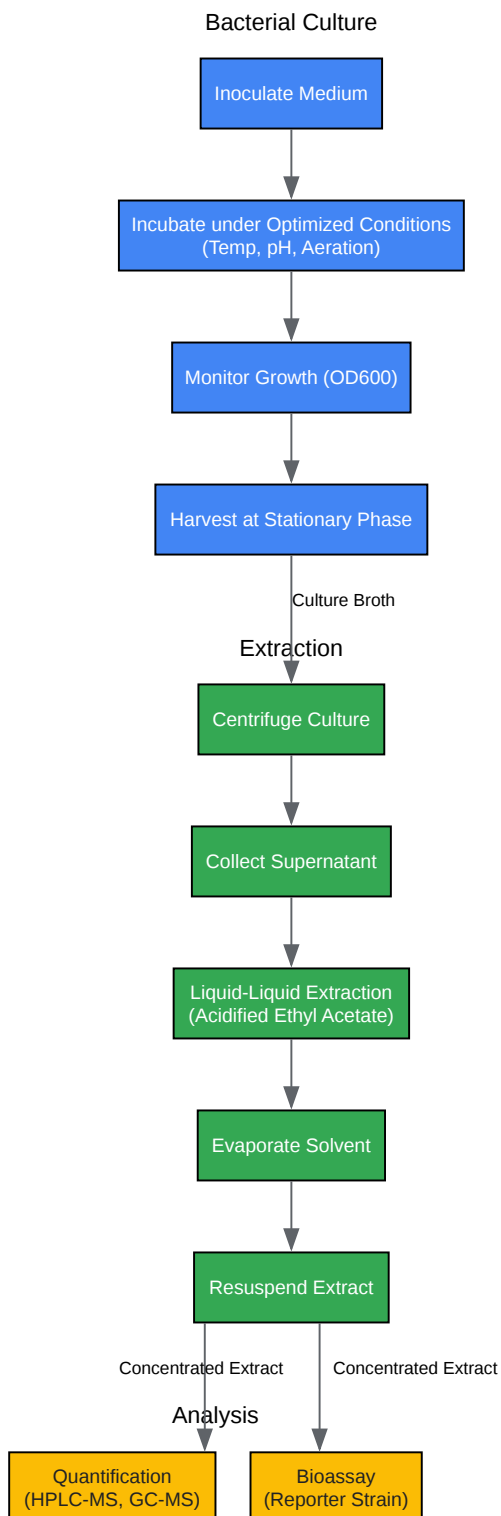 Bacterial Culture
Inoculate Medium
Incubate under Optimized Conditions
(Temp, pH, Aeration)
Monitor Growth (OD600)
Harvest at Stationary Phase
Culture Broth
Extraction
Centrifuge Culture
Collect Supernatant
Liquid-Liquid Extraction
(Acidified Ethyl Acetate)
Evaporate Solvent
Resuspend Extract
Concentrated Extract
Concentrated Extract
Analysis
Quantification
(HPLC-MS, GC-MS)
Bioassay
(Reporter Strain)